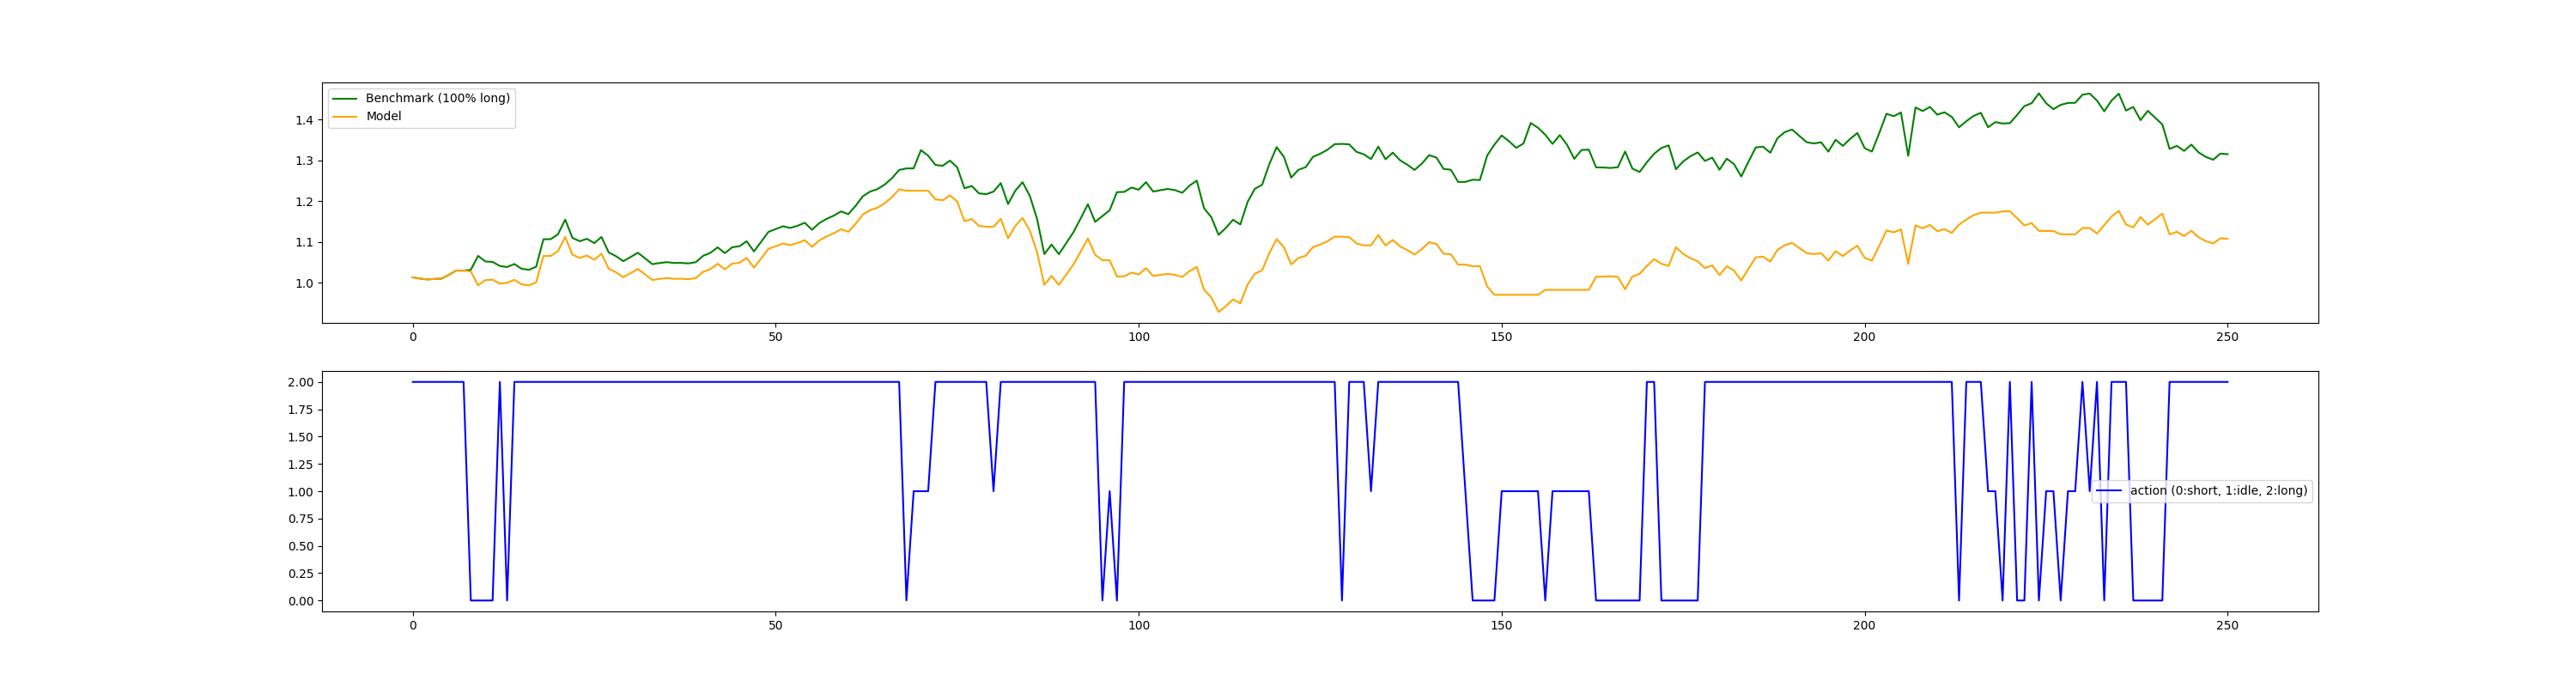 Benchmark (100% long)
Model
1.4
1.3
1.2
1.1
1.0
0 50 100 150 200 250
2.00
1.75
1.50
1.25
1.00
0.75
0.50
0.25
0.00
action (0:short, 1:idle, 2:long)
0 50 100 150 200 250